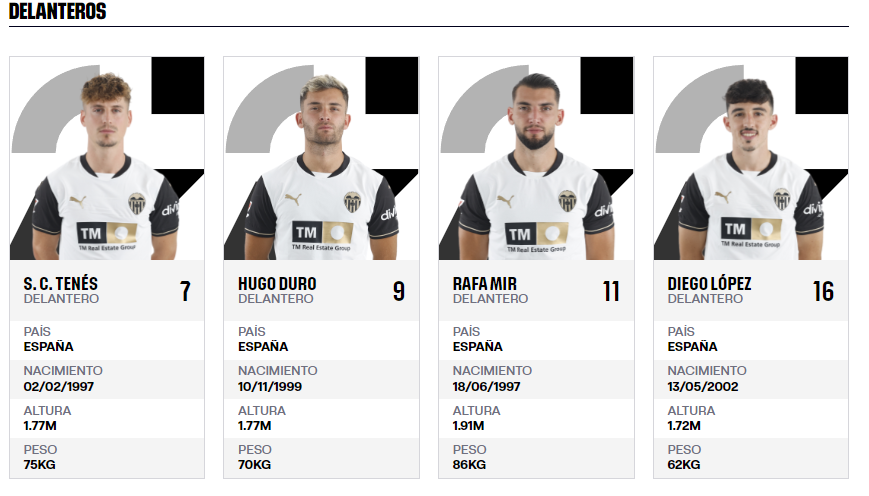 DELANTEROS
TM
TM Real Estate Group
divi
TM
TM Real Estate Group
divi
TM
TM Real Estate Group
divi
TM
TM Real Estate Group
divi
S. C. TENÉS
DELANTERO
7
PAÍS
ESPAÑA
NACIMIENTO
02/02/1997
ALTURA
1.77M
PESO
75KG
HUGO DURO
DELANTERO
9
PAÍS
ESPAÑA
NACIMIENTO
10/11/1999
ALTURA
1.77M
PESO
70KG
RAFA MIR
DELANTERO
11
PAÍS
ESPAÑA
NACIMIENTO
18/06/1997
ALTURA
1.91M
PESO
86KG
DIEGO LÓPEZ
DELANTERO
16
PAÍS
ESPAÑA
NACIMIENTO
13/05/2002
ALTURA
1.72M
PESO
62KG